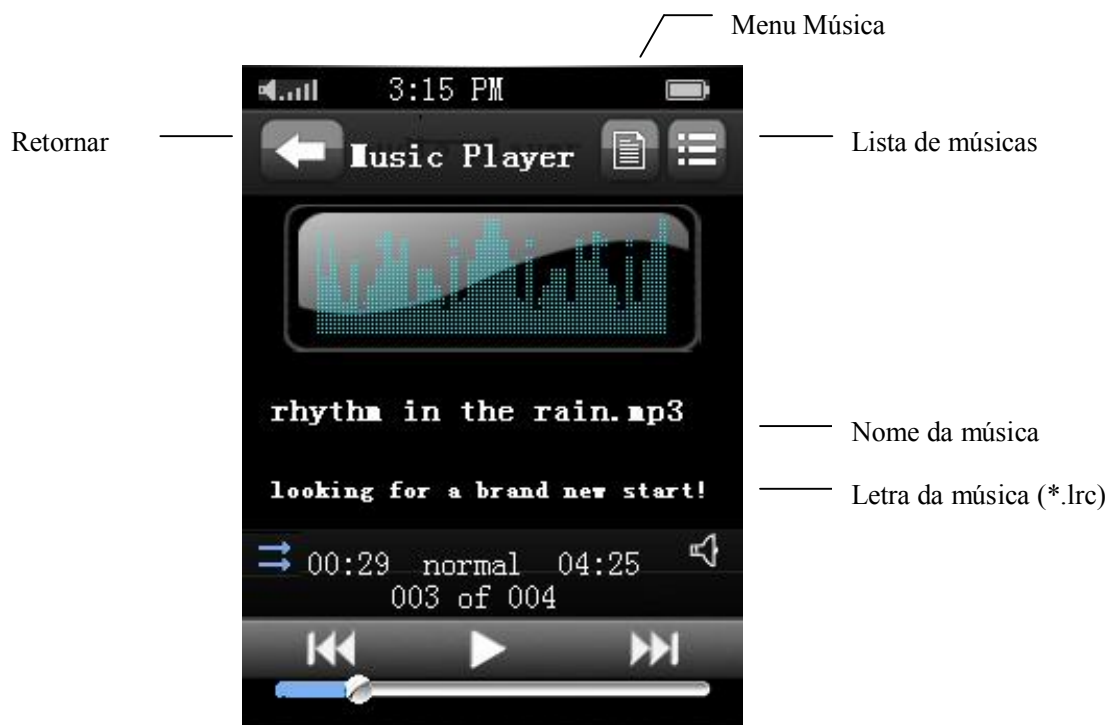 Menu Música
3:15 PM
Retornar
Music Player
Lista de músicas
rhythm in the rain.mp3
Nome da música
looking for a brand new start!
Letra da música (*.lrc)
00:29 normal 04:25
003 of 004